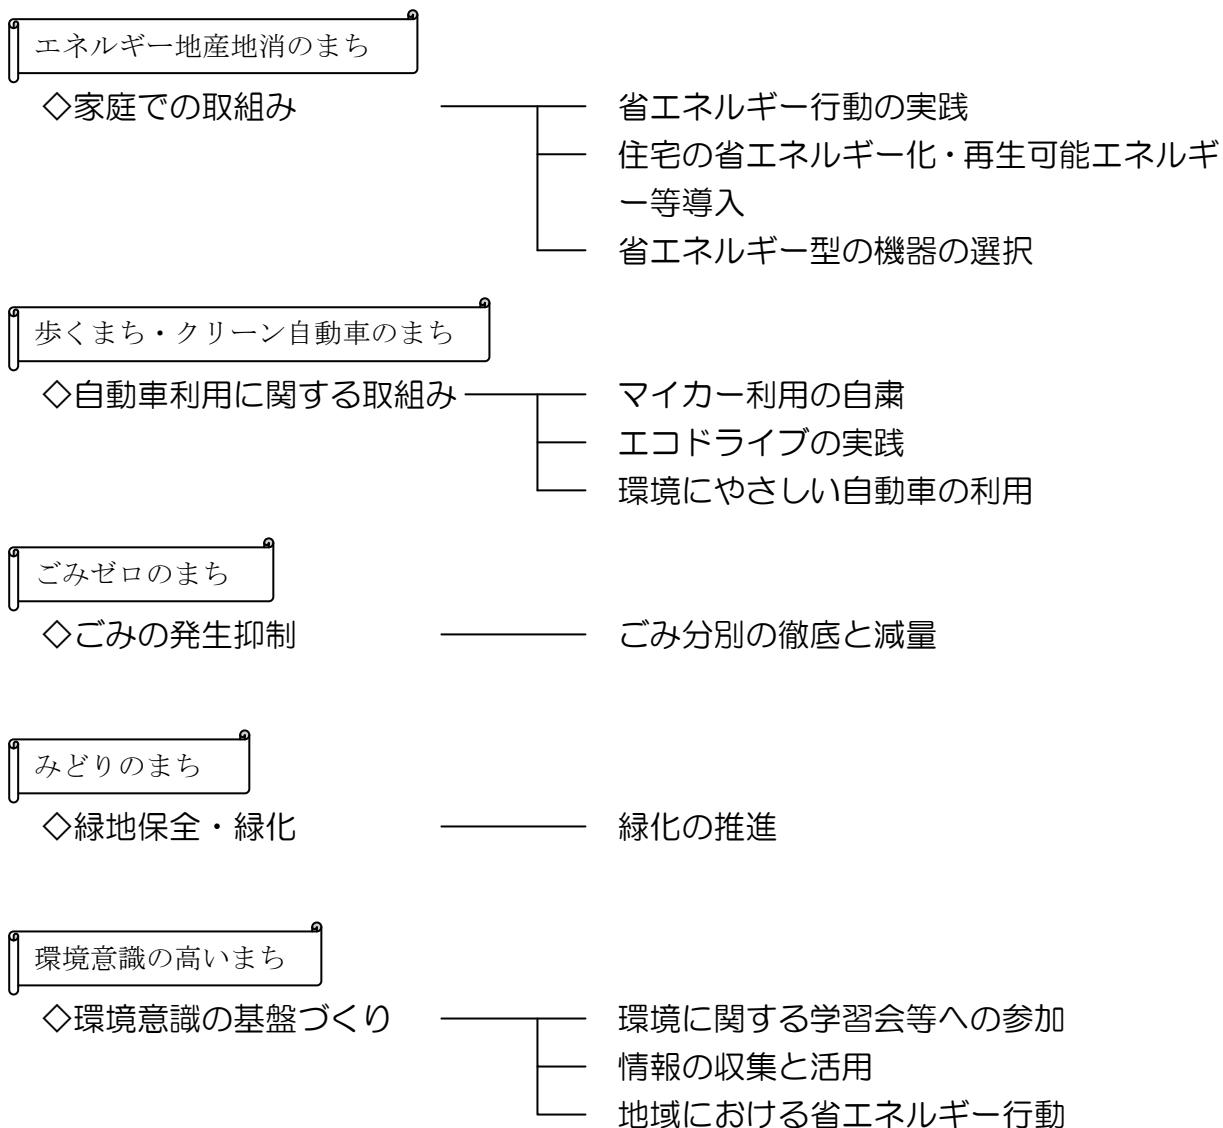 エネルギー地産地消のまち
◇家庭での取組み
省エネルギー行動の実践
住宅の省エネルギー化・再生可能エネルギ
ー等導入
省エネルギー型の機器の選択
歩くまち・クリーン自動車のまち
◇自動車利用に関する取組み
マイカー利用の自粛
エコドライブの実践
環境にやさしい自動車の利用
ごみゼロのまち
◇ごみの発生抑制
ごみ分別の徹底と減量
みどりのまち
◇緑地保全・緑化
緑化の推進
環境意識の高いまち
◇環境意識の基盤づくり
環境に関する学習会等への参加
情報の収集と活用
地域における省エネルギー行動